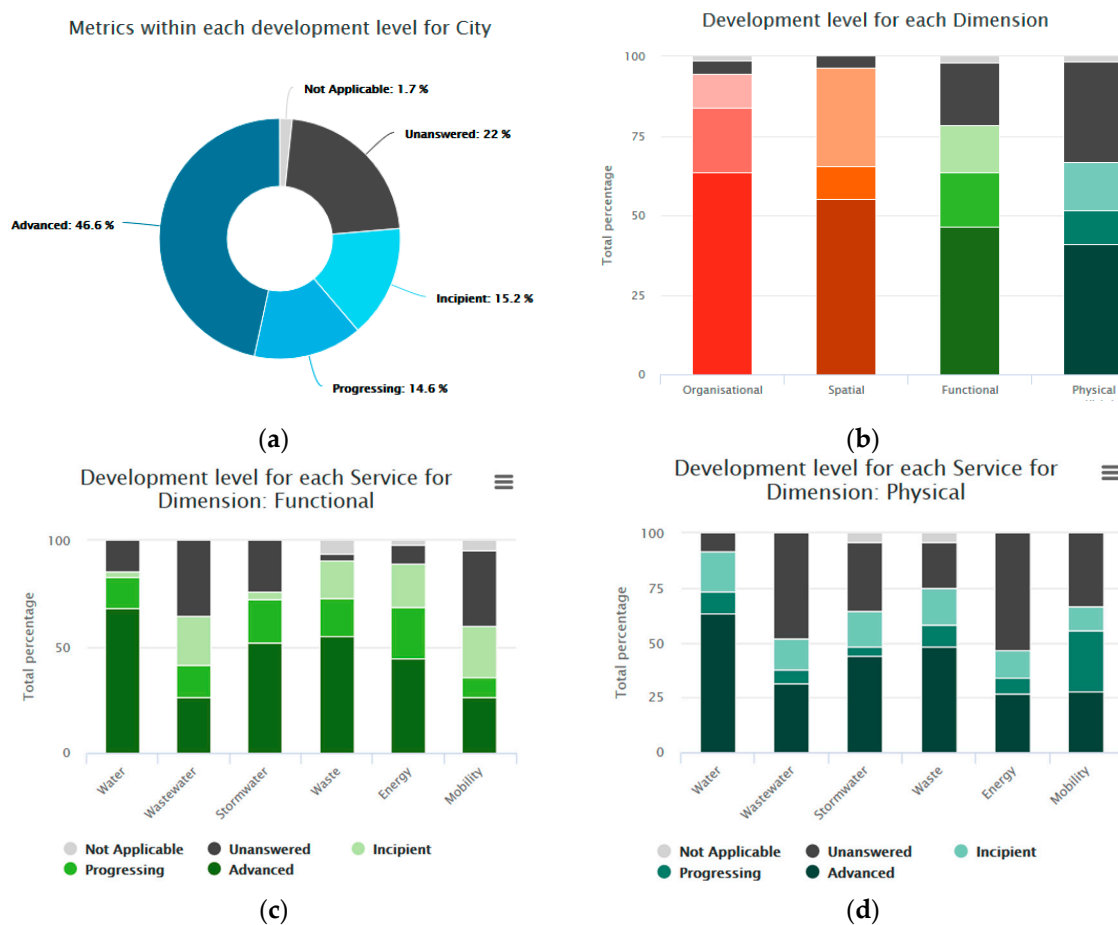 Metrics within each development level for City
Not Applicable: 1.7 %
Unanswered: 22 %
Advanced: 46.6 %
Incipient: 15.2 %
Progressing: 14.6 %
(a)
Development level for each Dimension
100
75
50
25
0
Total percentage
Organisational
Spatial
Functional
Physical
(b)
Development level for each Service for
Dimension: Functional
100
50
0
Total percentage
Water
Wastewater
Stormwater
Waste
Energy
Mobility
Not Applicable
Unanswered
Incipient
Progressing
Advanced
(c)
Development level for each Service for
Dimension: Physical
100
75
50
25
0
Total percentage
Water
Wastewater
Stormwater
Waste
Energy
Mobility
Not Applicable
Unanswered
Incipient
Progressing
Advanced
(d)